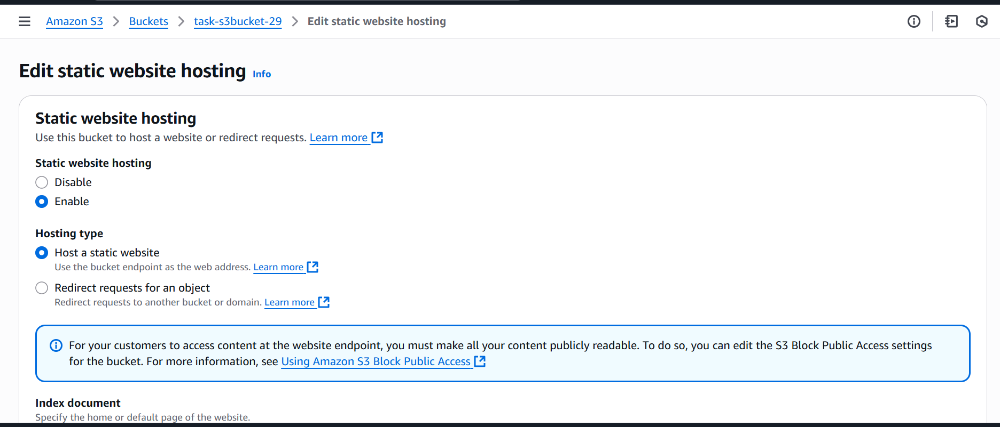 Amazon S3 > Buckets > task-s3bucket-29 > Edit static website hosting
Edit static website hosting Info
Static website hosting
Use this bucket to host a website or redirect requests. Learn more
Static website hosting
Disable
Enable
Hosting type
Host a static website
Use the bucket endpoint as the web address. Learn more
Redirect requests for an object
Redirect requests to another bucket or domain. Learn more
For your customers to access content at the website endpoint, you must make all your content publicly readable. To do so, you can edit the S3 Block Public Access settings
for the bucket. For more information, see Using Amazon S3 Block Public Access
Index document
Specify the home or default page of the website.